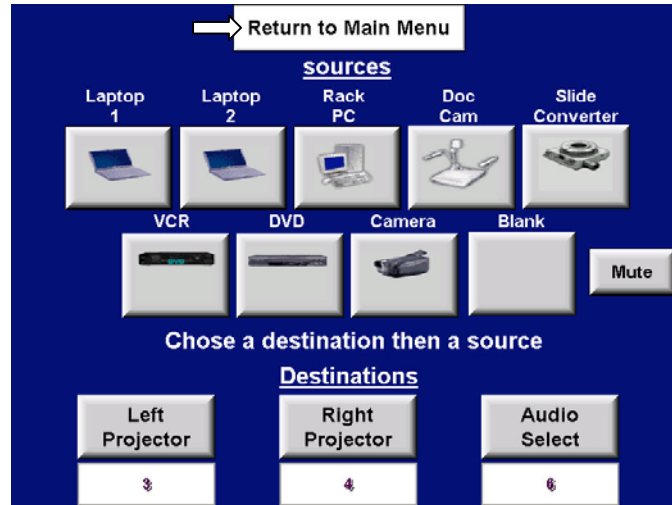 Return to Main Menu
sources
Laptop 1
Laptop 2
Rack PC
Doc Cam
Slide Converter
VCR
DVD
Camera
Blank
Mute
Chose a destination then a source
Destinations
Left Projector
Right Projector
Audio Select
3
4
6